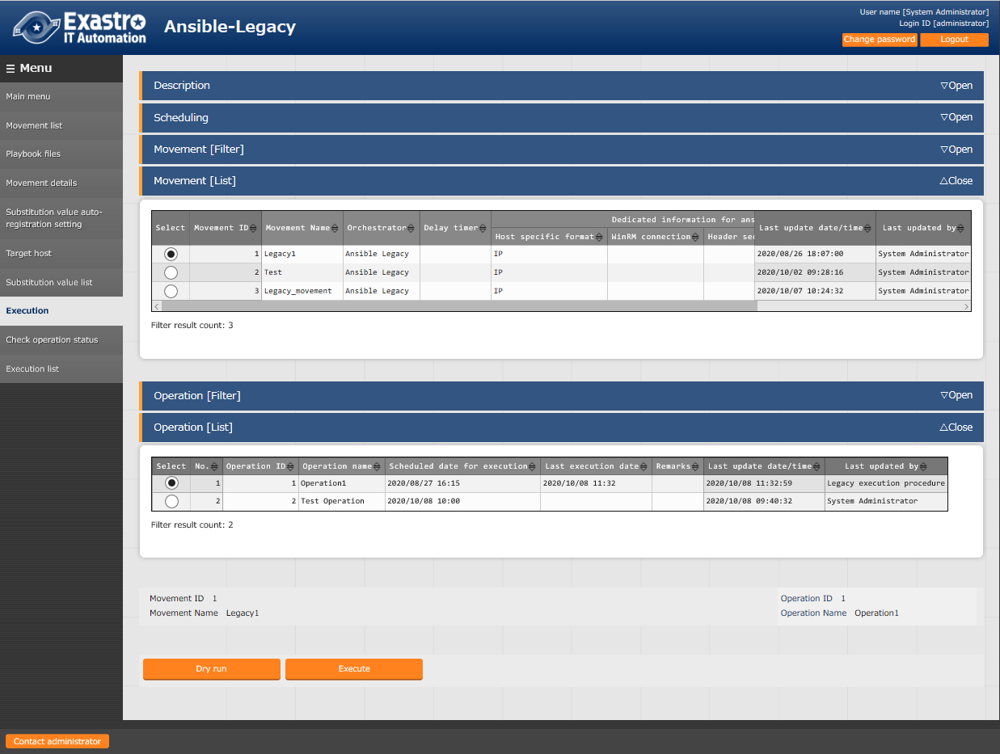 Exastro
IT Automation
Ansible-Legacy
User name [System Administrator]
Login ID [administrator]
Change password Logout
☰ Menu
Main menu
Movement list
Playbook files
Movement details
Substitution value auto-
registration setting
Target host
Substitution value list
Execution
Check operation status
Execution list
Description ▽Open
Scheduling ▽Open
Movement [Filter] ▽Open
Movement [List] △Close
Dedicated information for ans
Select Movement ID Movement Name Orchestrator Delay timer Last update date/time Last updated by
Host specific format WinRM connection Header sec
1 Legacy1 Ansible Legacy IP 2020/08/26 18:07:00 System Administrator
2 Test Ansible Legacy IP 2020/10/02 09:28:16 System Administrator
3 Legacy_movement Ansible Legacy IP 2020/10/07 10:24:32 System Administrator
Filter result count: 3
Operation [Filter] ▽Open
Operation [List] △Close
Select No. Operation ID Operation name Scheduled date for execution Last execution date Remarks Last update date/time Last updated by
1 1 Operation1 2020/08/27 16:15 2020/10/08 11:32 2020/10/08 11:32:59 Legacy execution procedure
2 2 Test Operation 2020/10/08 10:00 2020/10/08 09:40:32 System Administrator
Filter result count: 2
Movement ID 1 Operation ID 1
Movement Name Legacy1 Operation Name Operation1
Dry run Execute
Contact administrator